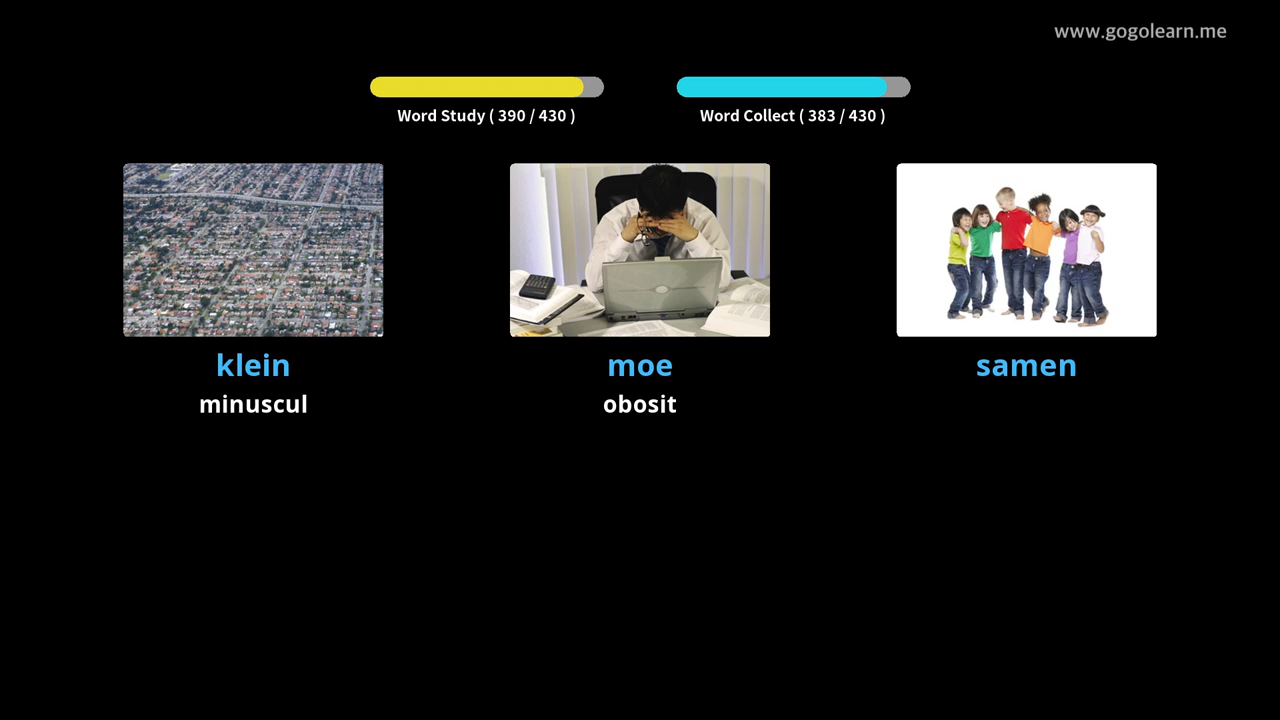 www.gogolearn.me
Word Study ( 390 / 430 )
Word Collect ( 383 / 430 )
klein
moe
samen
minuscul
obosit